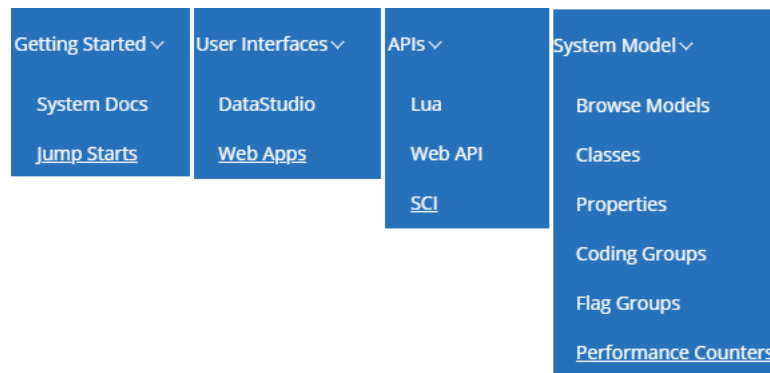 Getting Started
System Docs
Jump Starts
User Interfaces
DataStudio
Web Apps
APIs
Lua
Web API
SCI
System Model
Browse Models
Classes
Properties
Coding Groups
Flag Groups
Performance Counters